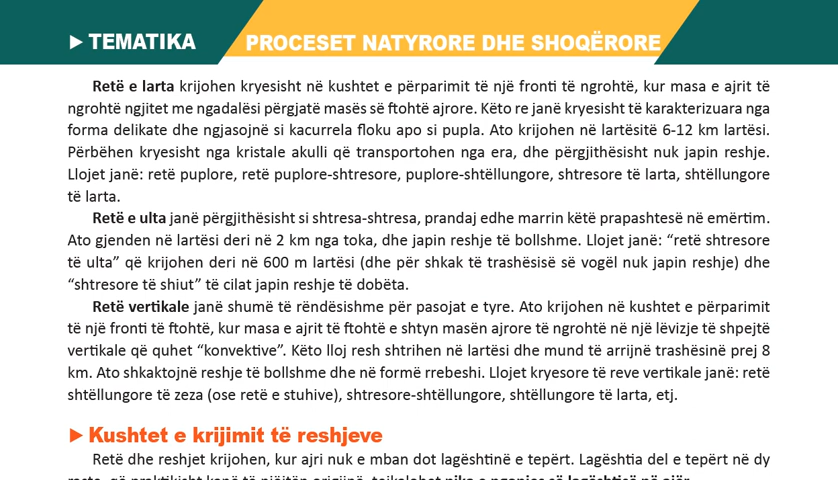 TEMATIKA
PROCESET NATYRORE DHE SHOQËRORE
Retë e larta krijohen kryesisht në kushtet e përparimit të një fronti të ngrohtë, kur masa e ajrit të
ngrohtë ngjitet me ngadalësi përgjatë masës së ftohtë ajrore. Këto re janë kryesisht të karakterizuara nga
forma delikate dhe ngjasojnë si kacurrela floku apo si pupla. Ato krijohen në lartësitë 6-12 km lartësi.
Përbëhen kryesisht nga kristale akulli që transportohen nga era, dhe përgjithësisht nuk japin reshje.
Llojet janë: retë puplore, retë puplore-shtresore, puplore-shtëllungore, shtresore të larta, shtëllungore
të larta.
Retë e ulta janë përgjithësisht si shtresa-shtresa, prandaj edhe marrin këtë prapashtesë në emërtim.
Ato gjenden në lartësi deri në 2 km nga toka, dhe japin reshje të bollshme. Llojet janë: “retë shtresore
të ulta” që krijohen deri në 600 m lartësi (dhe për shkak të trashësisë së vogël nuk japin reshje) dhe
“shtresore të shiut” të cilat japin reshje të dobëta.
Retë vertikale janë shumë të rëndësishme për pasojat e tyre. Ato krijohen në kushtet e përparimit
të një fronti të ftohtë, kur masa e ajrit të ftohtë e shtyn masën ajrore të ngrohtë në një lëvizje të shpejtë
vertikale që quhet “konvektive”. Këto lloj resh shtrihen në lartësi dhe mund të arrijnë trashësinë prej 8
km. Ato shkaktojnë reshje të bollshme dhe në formë rrebeshi. Llojet kryesore të reve vertikale janë: retë
shtëllungore të zeza (ose retë e stuhive), shtresore-shtëllungore, shtëllungore të larta, etj.
Kushtet e krijimit të reshjeve
Retë dhe reshjet krijohen, kur ajri nuk e mban dot lagështinë e tepërt. Lagështia del e tepërt në dy